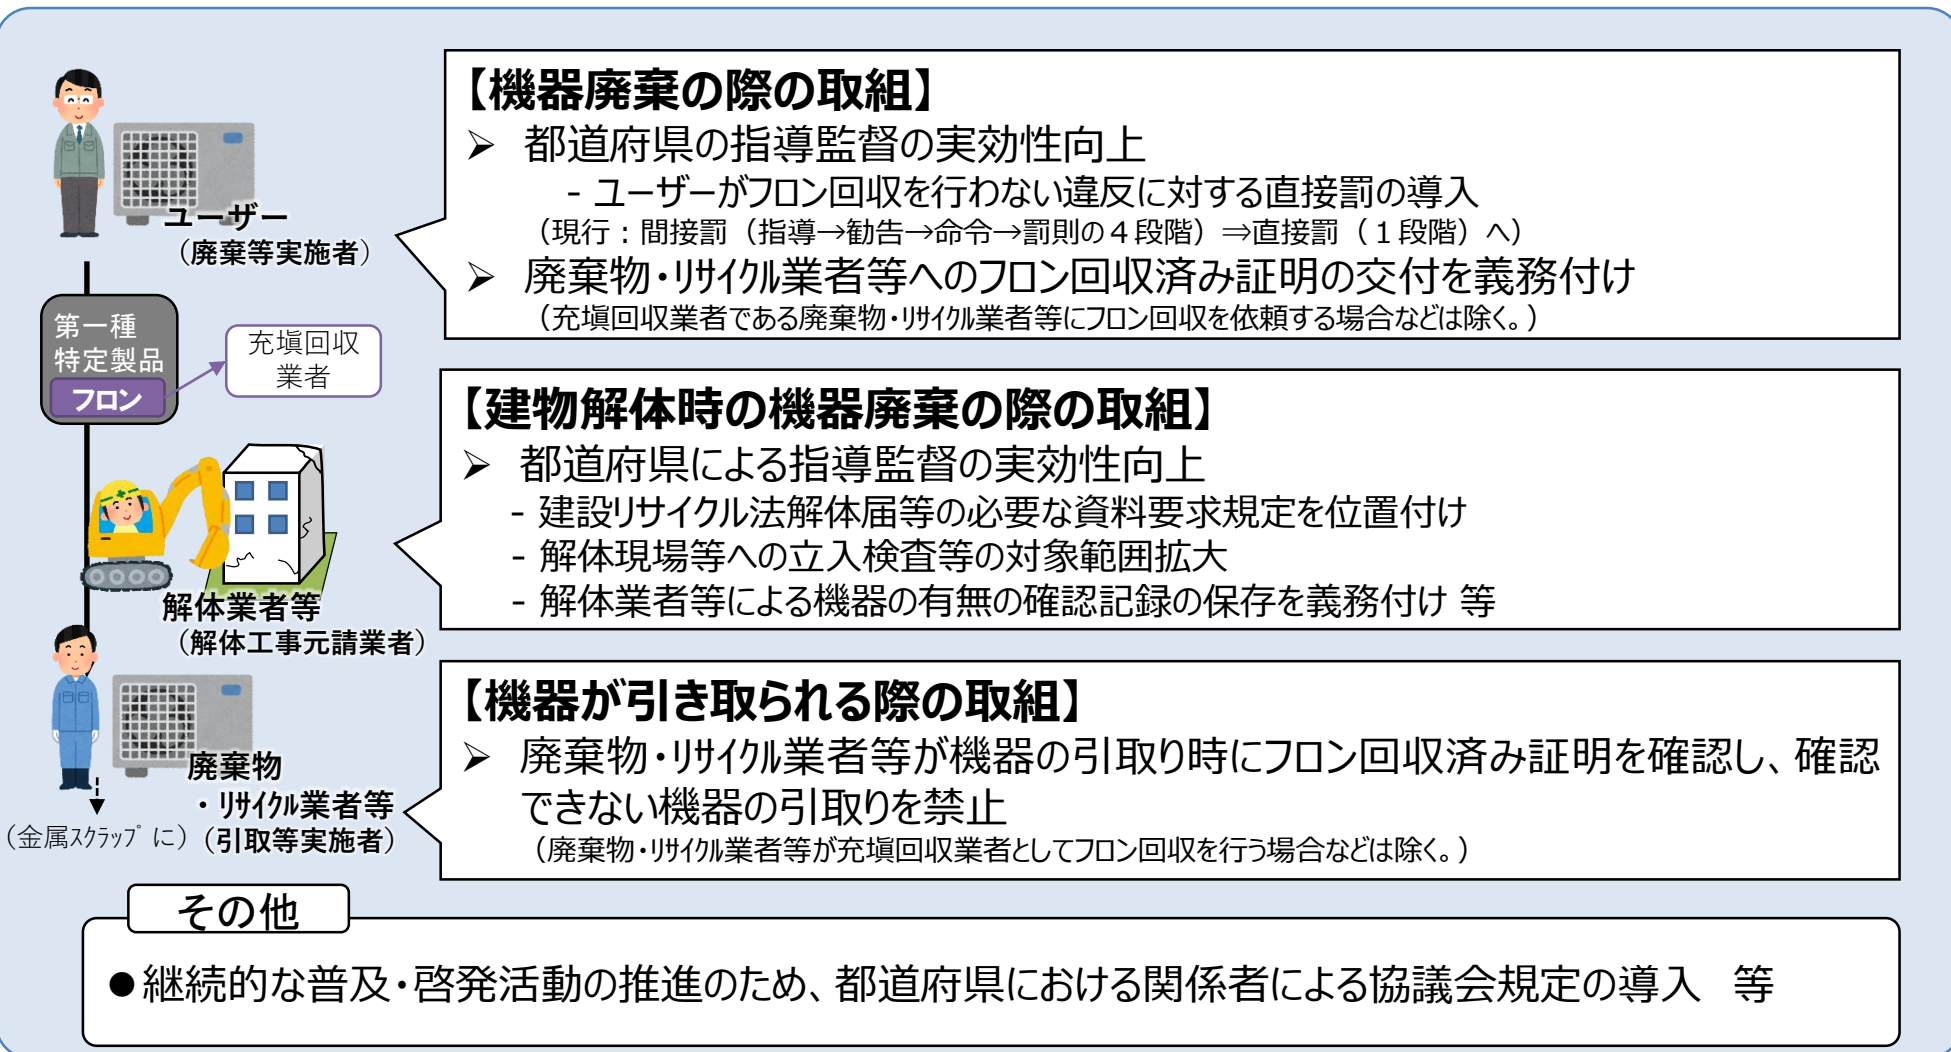 【機器廃棄の際の取組】
➢ 都道府県の指導監督の実効性向上
- ユーザーがフロン回収を行わない違反に対する直接罰の導入
（現行：間接罰（指導→勧告→命令→罰則の４段階）⇒直接罰（１段階）へ）
➢ 廃棄物・リサイクル業者等へのフロン回収済み証明の交付を義務付け
（充塡回収業者である廃棄物・リサイクル業者等にフロン回収を依頼する場合などは除く。）
ユーザー
（廃棄等実施者）
第一種
特定製品
フロン
充塡回収
業者
【建物解体時の機器廃棄の際の取組】
➢ 都道府県による指導監督の実効性向上
- 建設リサイクル法解体届等の必要な資料要求規定を位置付け
- 解体現場等への立入検査等の対象範囲拡大
- 解体業者等による機器の有無の確認記録の保存を義務付け 等
解体業者等
（解体工事元請業者）
【機器が引き取られる際の取組】
➢ 廃棄物・リサイクル業者等が機器の引取り時にフロン回収済み証明を確認し、確認
できない機器の引取りを禁止
（廃棄物・リサイクル業者等が充塡回収業者としてフロン回収を行う場合などは除く。）
廃棄物
・リサイクル業者等
（引取等実施者）
（金属スクラップに）
その他
●継続的な普及・啓発活動の推進のため、都道府県における関係者による協議会規定の導入　等